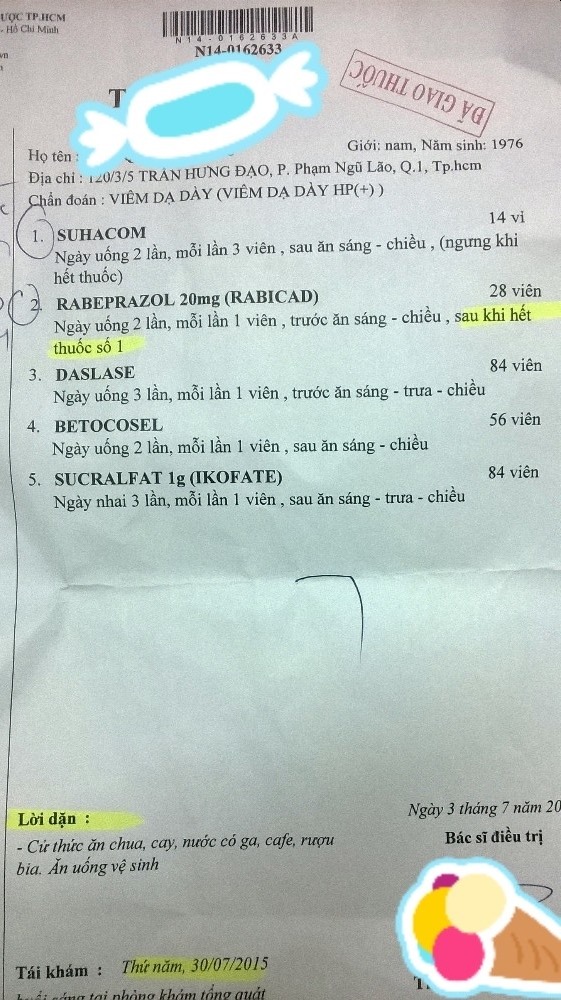 ƯỢC TP.HCM
- Hồ Chí Minh
N14-0162633A
N14-0162633
ĐÃ GIAO THUỐC
Họ tên :
Giới: nam, Năm sinh: 1976
Địa chỉ : 120/3/5 TRẦN HƯNG ĐẠO, P. Phạm Ngũ Lão, Q.1, Tp.hcm
Chẩn đoán : VIÊM DẠ DÀY (VIÊM DẠ DÀY HP(+) )
1. SUHACOM 14 vi
Ngày uống 2 lần, mỗi lần 3 viên , sau ăn sáng - chiều , (ngưng khi
hết thuốc)
2. RABEPRAZOL 20mg (RABICAD) 28 viên
Ngày uống 2 lần, mỗi lần 1 viên , trước ăn sáng - chiều , sau khi hết
thuốc số 1
3. DASLASE 84 viên
Ngày uống 3 lần, mỗi lần 1 viên , trước ăn sáng - trưa - chiều
4. BETOCOSEL 56 viên
Ngày uống 2 lần, mỗi lần 1 viên , sau ăn sáng - chiều
5. SUCRALFAT 1g (IKOFATE) 84 viên
Ngày nhai 3 lần, mỗi lần 1 viên , sau ăn sáng - trưa - chiều
Lời dặn :
- Cử thức ăn chua, cay, nước có ga, cafe, rượu
bia. Ăn uống vệ sinh
Ngày 3 tháng 7 năm 20
Bác sĩ điều trị
Tái khám : Thứ năm, 30/07/2015
buổi sáng tại phòng khám tổng quát